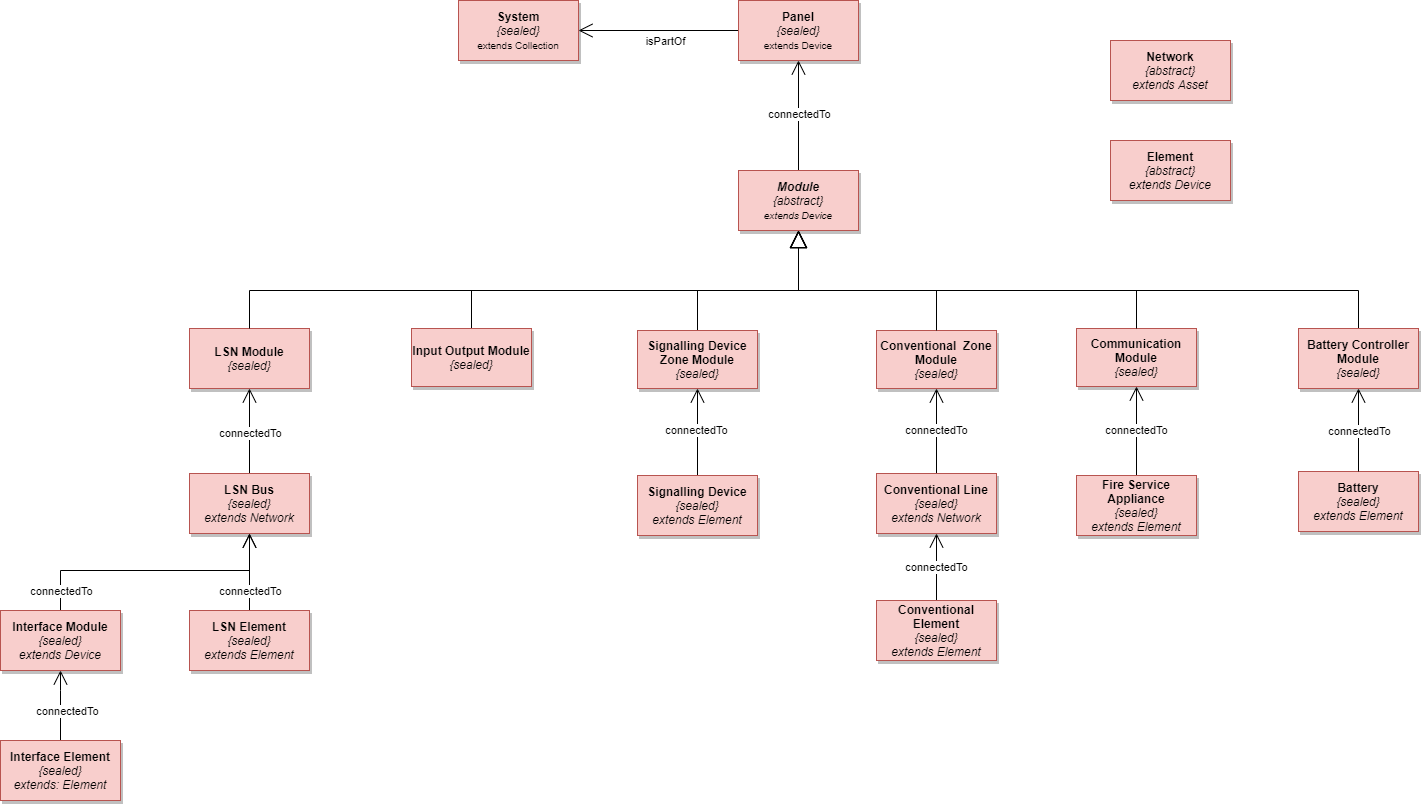 System
{sealed}
extends Collection
isPartOf
Panel
{sealed}
extends Device
Network
{abstract}
extends Asset
connectedTo
Element
{abstract}
extends Device
Module
{abstract}
extends Device
LSN Module
{sealed}
Input Output Module
{sealed}
Signalling Device
Zone Module
{sealed}
Conventional Zone
Module
{sealed}
Communication
Module
{sealed}
Battery Controller
Module
{sealed}
connectedTo
connectedTo
connectedTo
connectedTo
connectedTo
LSN Bus
{sealed}
extends Network
Signalling Device
{sealed}
extends Element
Conventional Line
{sealed}
extends Network
Fire Service
Appliance
{sealed}
extends Element
Battery
{sealed}
extends Element
connectedTo
connectedTo
connectedTo
Interface Module
{sealed}
extends Device
LSN Element
{sealed}
extends Element
Conventional
Element
{sealed}
extends Element
connectedTo
Interface Element
{sealed}
extends: Element